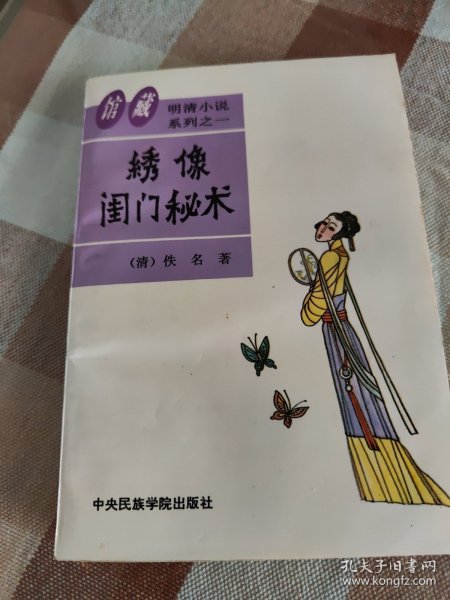 馆藏
明清小说
系列之一
綉像
闺门秘术
（清）佚名著
中央民族学院出版社
孔夫子旧书网
www.kongfz.com